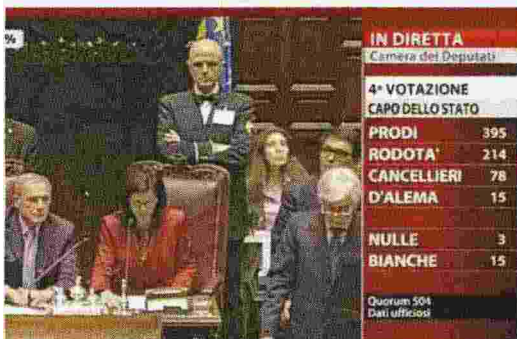 %
IN DIRETTA
Camera dei Deputati
4ª VOTAZIONE
CAPO DELLO STATO
PRODI 395
RODOTA' 214
CANCELLIERI 78
D'ALEMA 15
NULLE 3
BIANCHE 15
Quorum 504
Dati ufficiosi